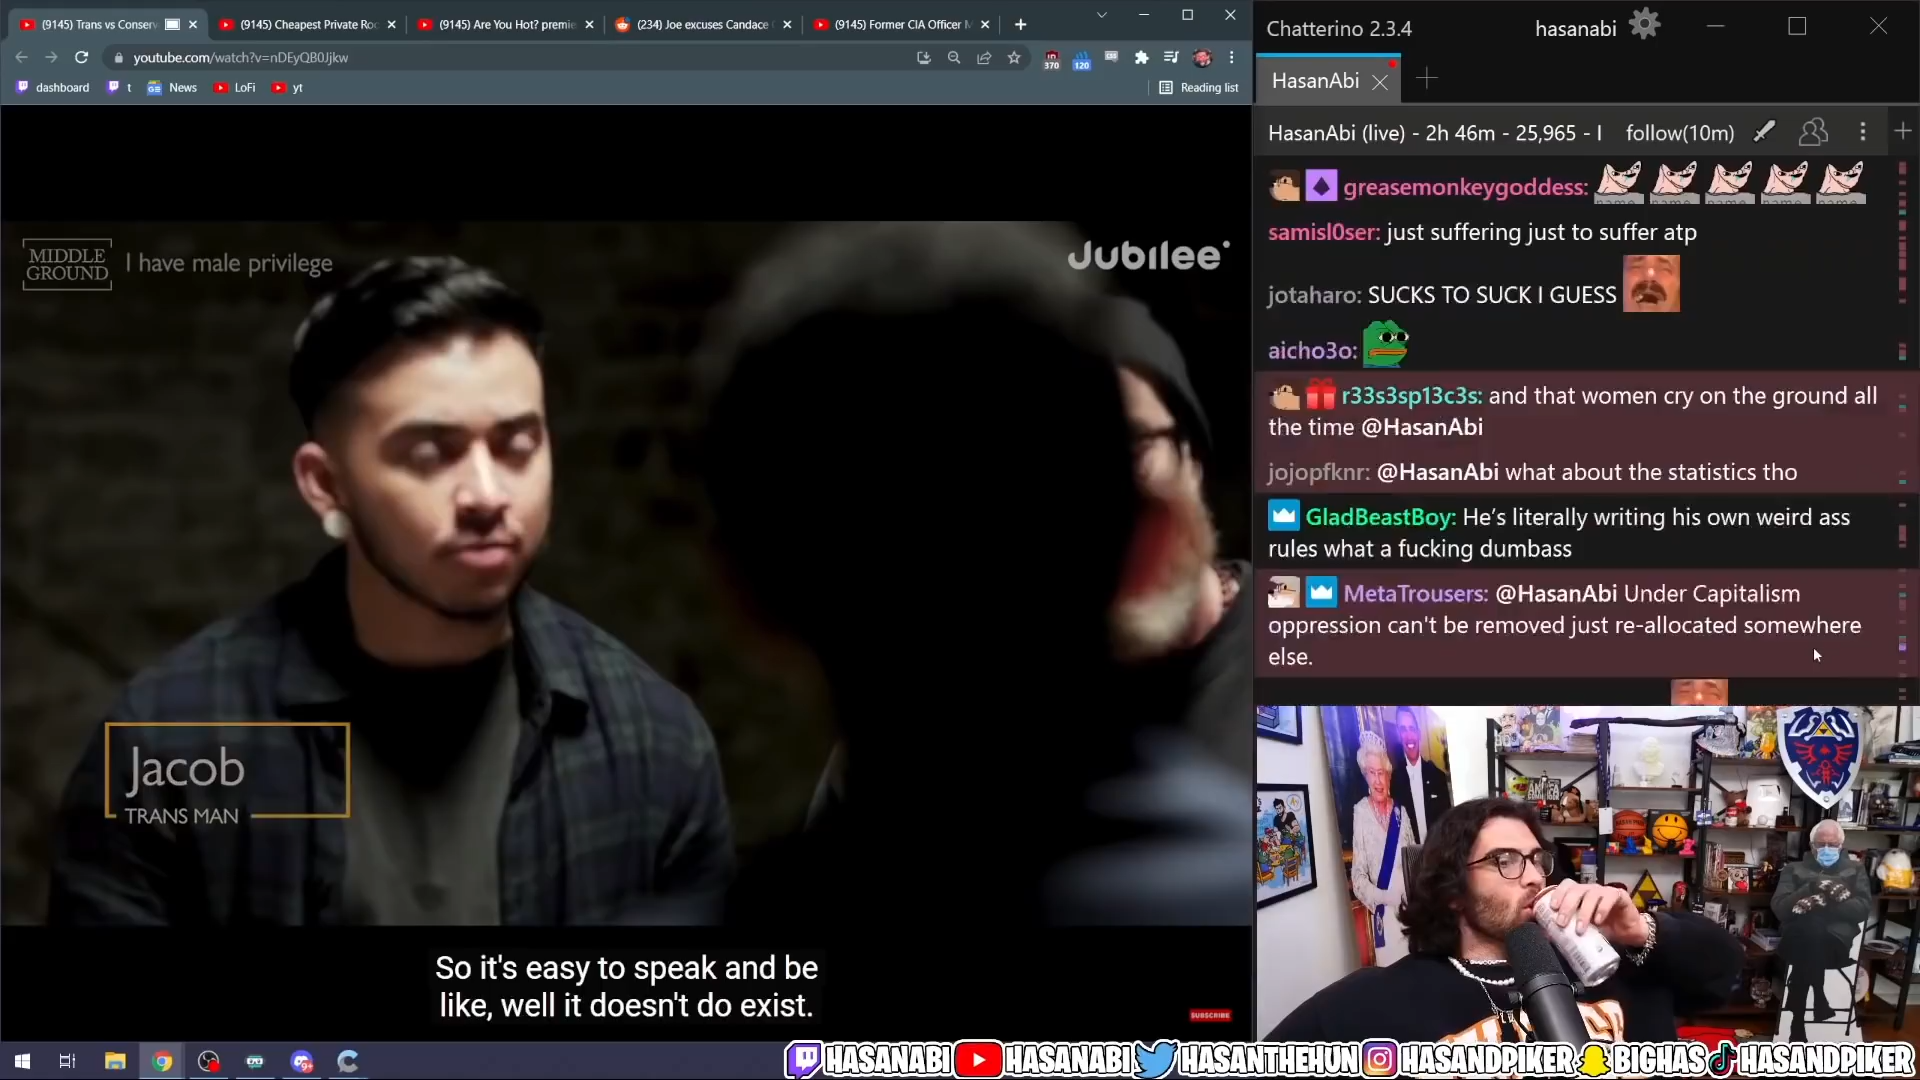 (9145) Trans vs Conserv
(9145) Cheapest Private Roo
(9145) Are You Hot? premie
(234) Joe excuses Candace
(9145) Former CIA Officer
youtube.com/watch?v=nDEyQB0Jjkw
370
120
dashboard
t
News
LoFi
yt
Reading list
MIDDLE
GROUND
I have male privilege
Jubilee
Jacob
TRANS MAN
So it's easy to speak and be
like, well it doesn't do exist.
SUBSCRIBE
Chatterino 2.3.4
hasanabi
HasanAbi
HasanAbi (live) - 2h 46m - 25,965 - I
follow(10m)
greasemonkeygoddess:
samisl0ser: just suffering just to suffer atp
jotaharo: SUCKS TO SUCK I GUESS
aicho3o:
r33s3sp13c3s: and that women cry on the ground all
the time @HasanAbi
jojopfknr: @HasanAbi what about the statistics tho
GladBeastBoy: He's literally writing his own weird ass
rules what a fucking dumbass
MetaTrousers: @HasanAbi Under Capitalism
oppression can't be removed just re-allocated somewhere
else.
HASANABI
HASANABI
HASANTHEHUN
HASANDPIKER
BIGHAS
HASANDPIKER